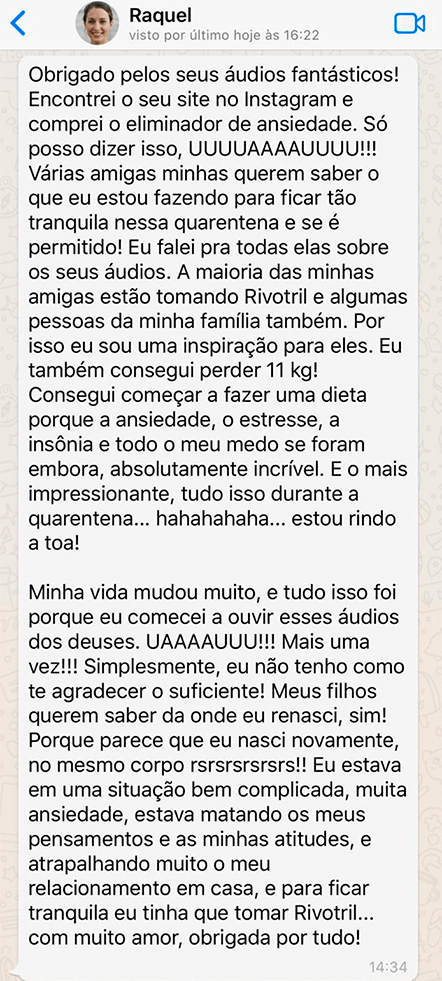 Raquel
visto por último hoje às 16:22
Obrigado pelos seus áudios fantásticos!
Encontrei o seu site no Instagram e
comprei o eliminador de ansiedade. Só
posso dizer isso, UUUUAAAAUUUU!!!
Várias amigas minhas querem saber o
que eu estou fazendo para ficar tão
tranquila nessa quarentena e se é
permitido! Eu falei pra todas elas sobre
os seus áudios. A maioria das minhas
amigas estão tomando Rivotril e algumas
pessoas da minha família também. Por
isso eu sou uma inspiração para eles. Eu
também consegui perder 11 kg!
Consegui começar a fazer uma dieta
porque a ansiedade, o estresse, a
insônia e todo o meu medo se foram
embora, absolutamente incrível. E o mais
impressionante, tudo isso durante a
quarentena... hahahahaha... estou rindo
a toa!
Minha vida mudou muito, e tudo isso foi
porque eu comecei a ouvir esses áudios
dos deuses. UAAAAUUU!!! Mais uma
vez!!! Simplesmente, eu não tenho como
te agradecer o suficiente! Meus filhos
querem saber da onde eu renasci, sim!
Porque parece que eu nasci novamente,
no mesmo corpo rsrsrsrsrsrs!! Eu estava
em uma situação bem complicada, muita
ansiedade, estava matando os meus
pensamentos e as minhas atitudes, e
atrapalhando muito o meu
relacionamento em casa, e para ficar
tranquila eu tinha que tomar Rivotril...
com muito amor, obrigada por tudo!
14:34